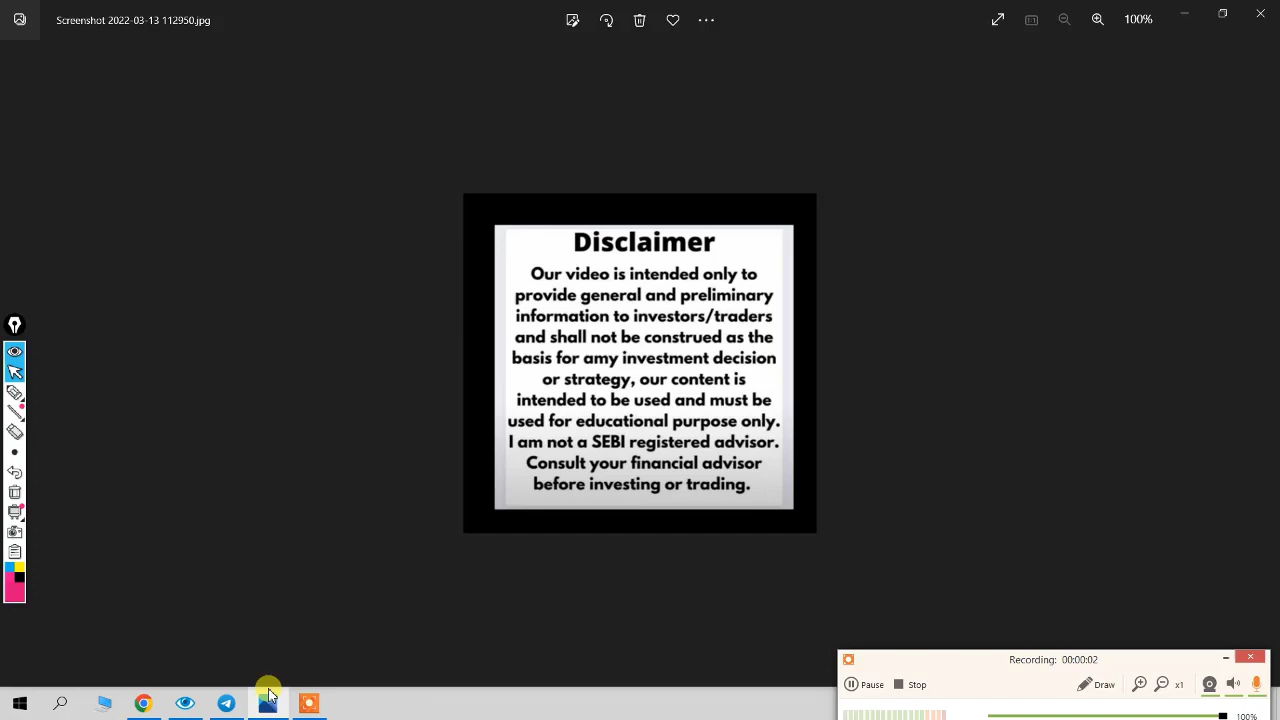 Screenshot 2022-03-13 112950.jpg
100%
Disclaimer
Our video is intended only to
provide general and preliminary
information to investors/traders
and shall not be construed as the
basis for amy investment decision
or strategy, our content is
intended to be used and must be
used for educational purpose only.
I am not a SEBI registered advisor.
Consult your financial advisor
before investing or trading.
Recording: 00:00:02
Pause Stop Draw x1
100%